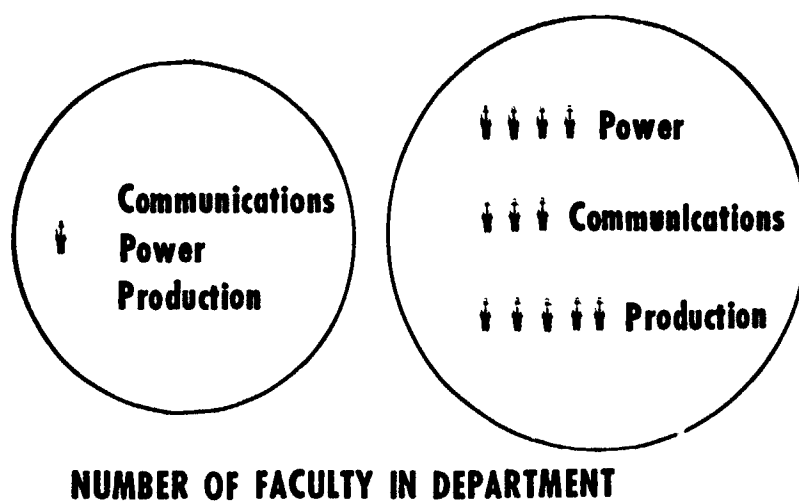 Communications
Power
Production
Power
Communications
Production
NUMBER OF FACULTY IN DEPARTMENT